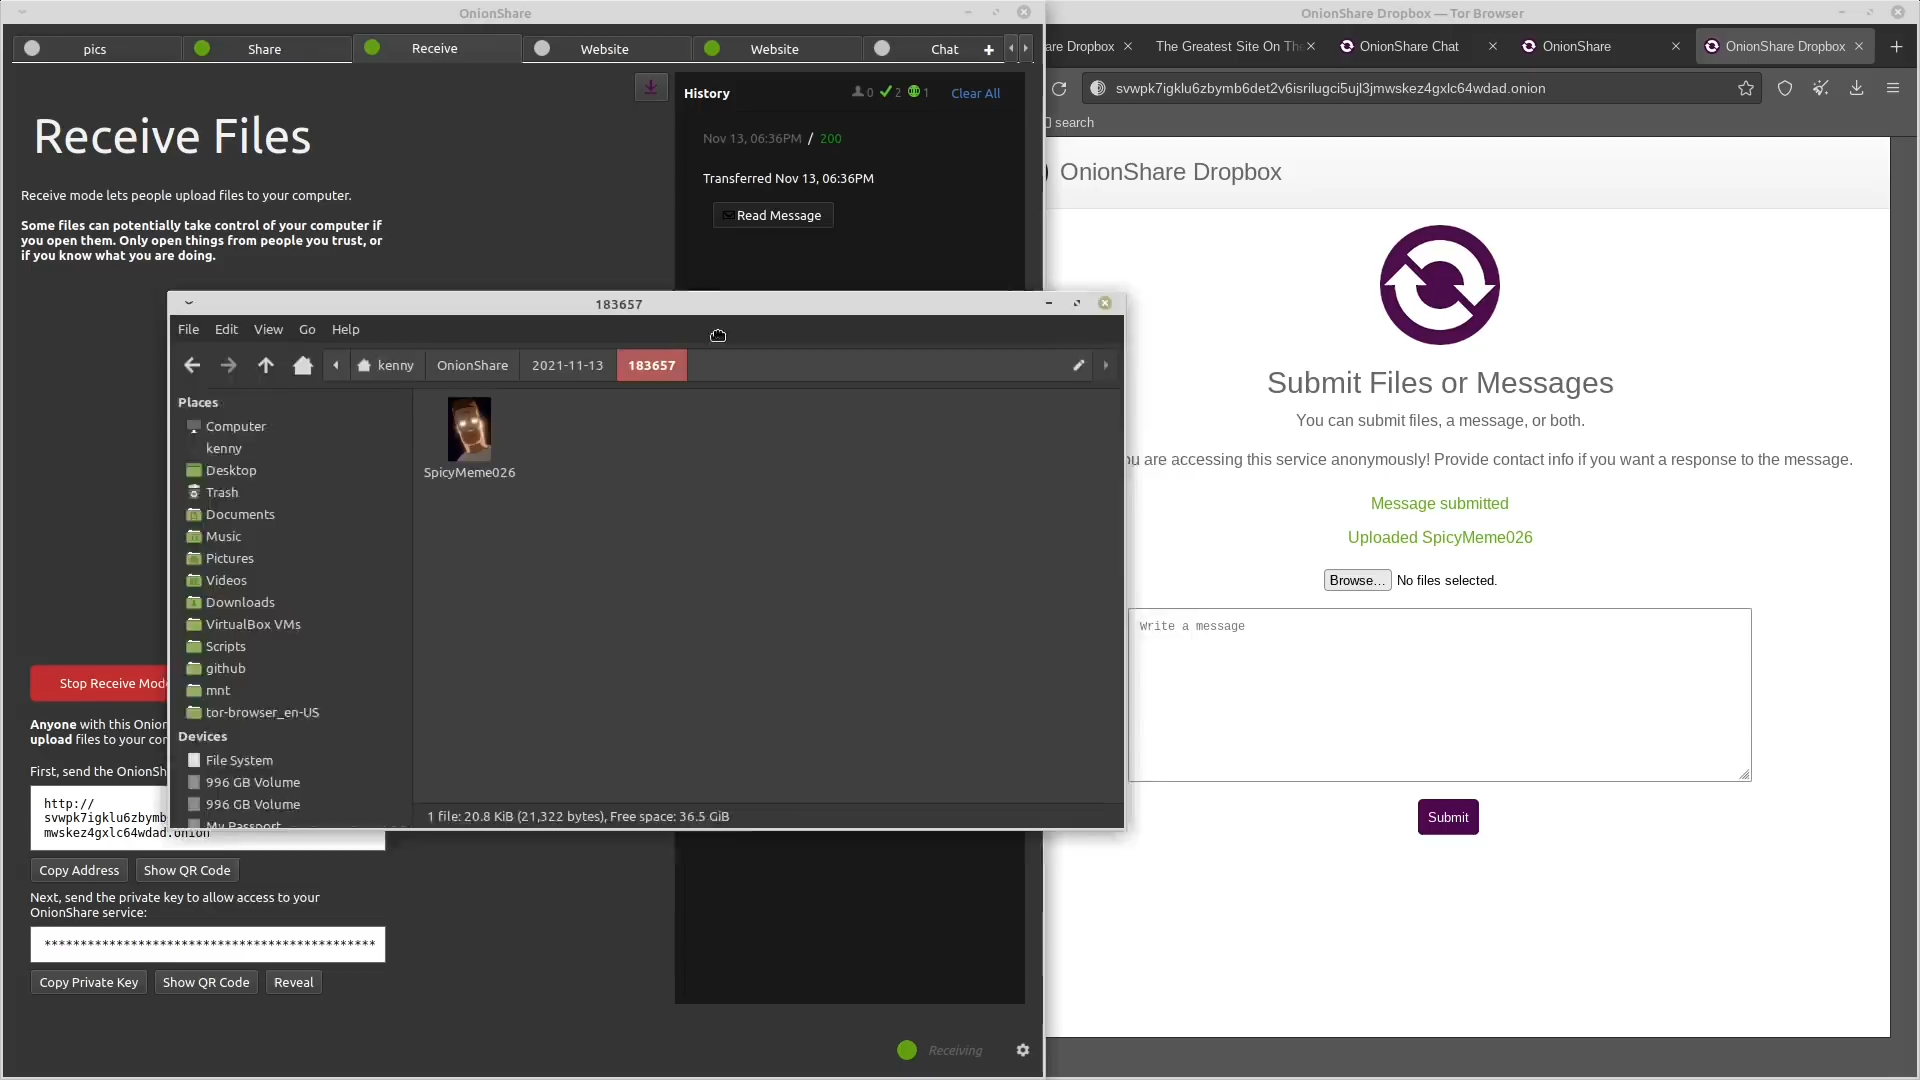 OnionShare
pics
Share
Receive
Website
Website
Chat
Receive Files
Receive mode lets people upload files to your computer.
Some files can potentially take control of your computer if
you open them. Only open things from people you trust, or
if you know what you are doing.
History
0
2
1
Clear All
Nov 13, 06:36PM / 200
Transferred Nov 13, 06:36PM
Read Message
183657
File Edit View Go Help
kenny
OnionShare
2021-11-13
183657
Places
Computer
kenny
Desktop
Trash
Documents
Music
Pictures
Videos
Downloads
VirtualBox VMs
Scripts
github
mnt
tor-browser_en-US
Devices
File System
996 GB Volume
996 GB Volume
My Passport
SpicyMeme026
1 file: 20.8 KiB (21,322 bytes), Free space: 36.5 GiB
Stop Receive Mode
Anyone with this Onion
upload files to your com
First, send the OnionSh
http://
svwpk7igklu6zbymb
mwskez4gxlc64wdad.onion
Copy Address
Show QR Code
Next, send the private key to allow access to your
OnionShare service:
**********************************************
Copy Private Key
Show QR Code
Reveal
Receiving
OnionShare Dropbox — Tor Browser
are Dropbox
The Greatest Site On Th
OnionShare Chat
OnionShare
OnionShare Dropbox
svwpk7igklu6zbymb6det2v6isrilugci5ujl3jmwskez4gxlc64wdad.onion
search
OnionShare Dropbox
Submit Files or Messages
You can submit files, a message, or both.
ou are accessing this service anonymously! Provide contact info if you want a response to the message.
Message submitted
Uploaded SpicyMeme026
Browse… No files selected.
Write a message
Submit